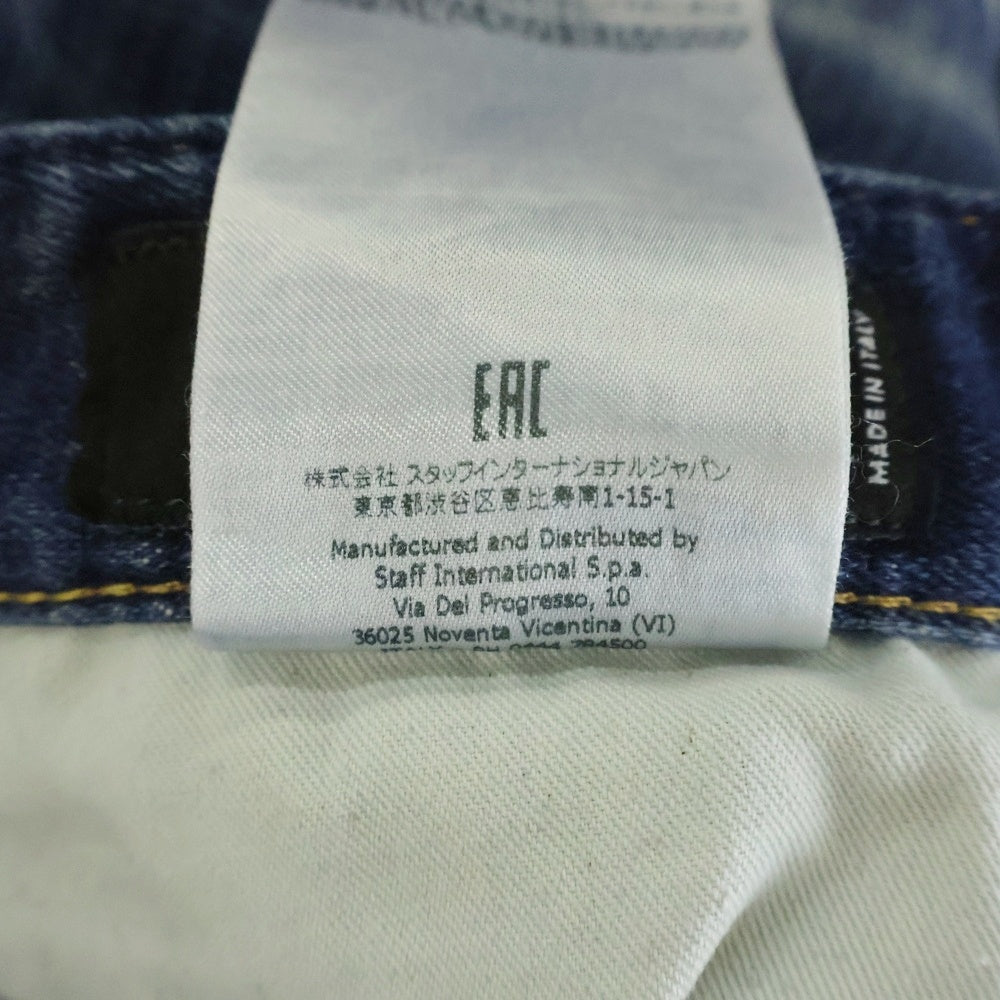 EAC
株式会社 スタッフインターナショナルジャパン
東京都渋谷区恵比寿南1-15-1
Manufactured and Distributed by
Staff International S.p.a.
Via Del Progresso, 10
36025 Noventa Vicentina (VI)
MADE IN ITALY